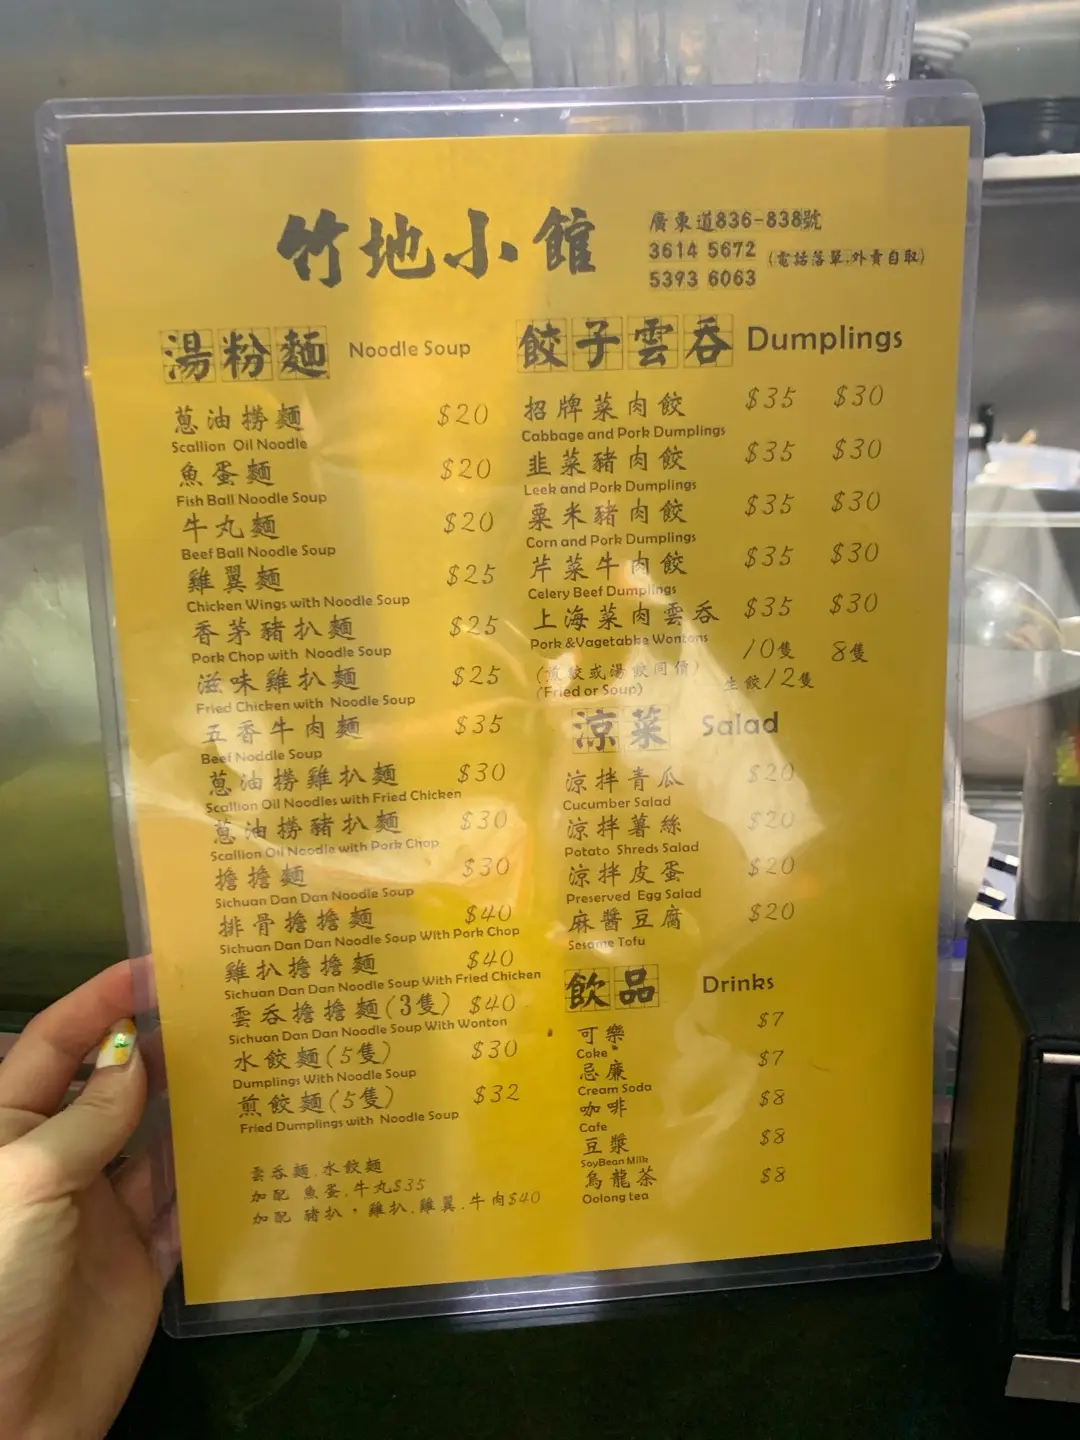 竹地小館
廣東道836-838號
3614 5672 (電話落單.外賣自取)
5393 6063
湯粉麵 Noodle Soup
蔥油撈麵 $20
Scallion Oil Noodle
魚蛋麵 $20
Fish Ball Noodle Soup
牛丸麵 $20
Beef Ball Noodle Soup
雞翼麵 $25
Chicken Wings with Noodle Soup
香茅豬扒麵 $25
Pork Chop with Noodle Soup
滋味雞扒麵 $25
Fried Chicken with Noodle Soup
五香牛肉麵 $35
Beef Noddle Soup
蔥油撈雞扒麵 $30
Scallion Oil Noodles with Fried Chicken
蔥油撈豬扒麵 $30
Scallion Oil Noodle with Pork Chop
擔擔麵 $30
Sichuan Dan Dan Noodle Soup
排骨擔擔麵 $40
Sichuan Dan Dan Noodle Soup With Pork Chop
雞扒擔擔麵 $40
Sichuan Dan Dan Noodle Soup With Fried Chicken
雲吞擔擔麵(3隻) $40
Sichuan Dan Dan Noodle Soup With Wonton
水餃麵(5隻) $30
Dumplings With Noodle Soup
煎餃麵(5隻) $32
Fried Dumplings with Noodle Soup
雲吞麵.水餃麵
加配 魚蛋.牛丸$35
加配 豬扒，雞扒.雞翼.牛肉$40
餃子雲吞 Dumplings
招牌菜肉餃 $35 $30
Cabbage and Pork Dumplings
韭菜豬肉餃 $35 $30
Leek and Pork Dumplings
粟米豬肉餃 $35 $30
Corn and Pork Dumplings
芹菜牛肉餃 $35 $30
Celery Beef Dumplings
上海菜肉雲吞 $35 $30
Pork &Vagetabke Wontons 10隻 8隻
(煎餃或湯餃同價)
(Fried or Soup) 生餃12隻
涼菜 Salad
涼拌青瓜 $20
Cucumber Salad
涼拌薯絲 $20
Potato Shreds Salad
涼拌皮蛋 $20
Preserved Egg Salad
麻醬豆腐 $20
Sesame Tofu
飲品 Drinks
可樂 $7
Coke
忌廉 $7
Cream Soda
咖啡 $8
Cafe
豆漿 $8
SoyBean Milk
烏龍茶 $8
Oolong tea